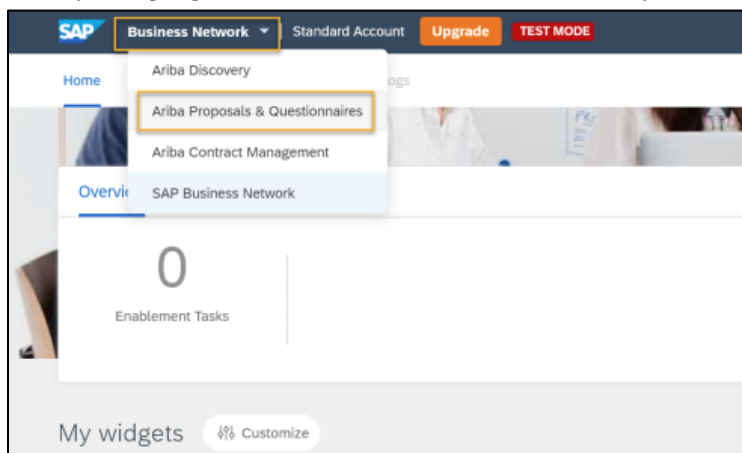 SAP Business Network Standard Account Upgrade TEST MODE
Home
Ariba Discovery
Ariba Proposals & Questionnaires
Ariba Contract Management
SAP Business Network
0
Enablement Tasks
My widgets Customize